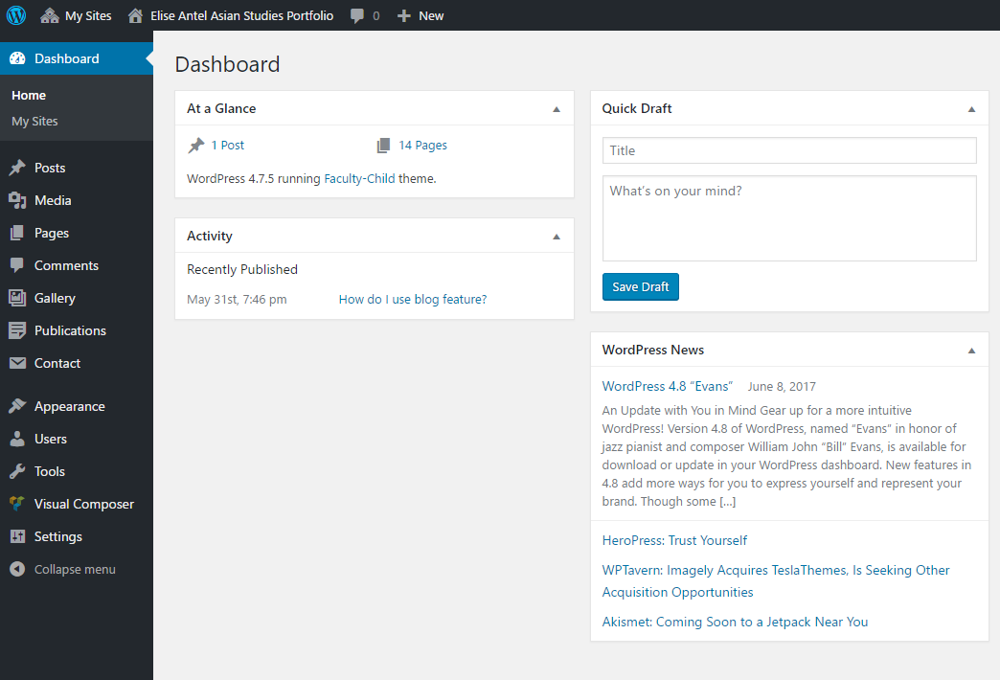 My Sites Elise Antel Asian Studies Portfolio 0 New
Dashboard
Home
My Sites
Posts
Media
Pages
Comments
Gallery
Publications
Contact
Appearance
Users
Tools
Visual Composer
Settings
Collapse menu
Dashboard
At a Glance
1 Post 14 Pages
WordPress 4.7.5 running Faculty-Child theme.
Activity
Recently Published
May 31st, 7:46 pm How do I use blog feature?
Quick Draft
Title
What's on your mind?
Save Draft
WordPress News
WordPress 4.8 “Evans” June 8, 2017
An Update with You in Mind Gear up for a more intuitive
WordPress! Version 4.8 of WordPress, named “Evans” in honor of
jazz pianist and composer William John “Bill” Evans, is available for
download or update in your WordPress dashboard. New features in
4.8 add more ways for you to express yourself and represent your
brand. Though some […]
HeroPress: Trust Yourself
WPTavern: Imagely Acquires TeslaThemes, Is Seeking Other
Acquisition Opportunities
Akismet: Coming Soon to a Jetpack Near You